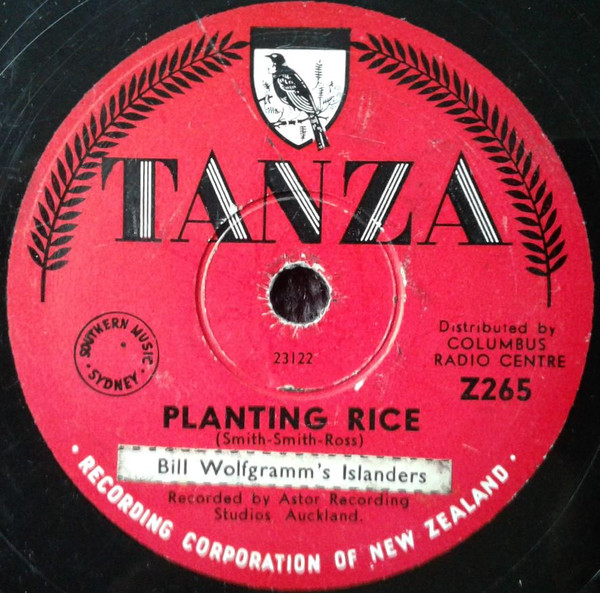 TANZA
· SOUTHERN MUSIC ·
SYDNEY
Distributed by
COLUMBUS
RADIO CENTRE
Z265
23122
PLANTING RICE
(Smith-Smith-Ross)
Bill Wolfgramm's Islanders
Recorded by Astor Recording
Studios Auckland.
· RECORDING CORPORATION OF NEW ZEALAND ·